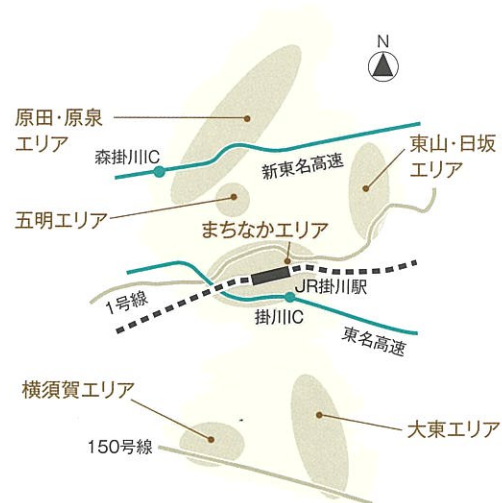 N
原田・原泉
エリア
東山・日坂
エリア
新東名高速
森掛川IC
五明エリア
まちなかエリア
JR掛川駅
1号線
掛川IC
東名高速
横須賀エリア
大東エリア
150号線